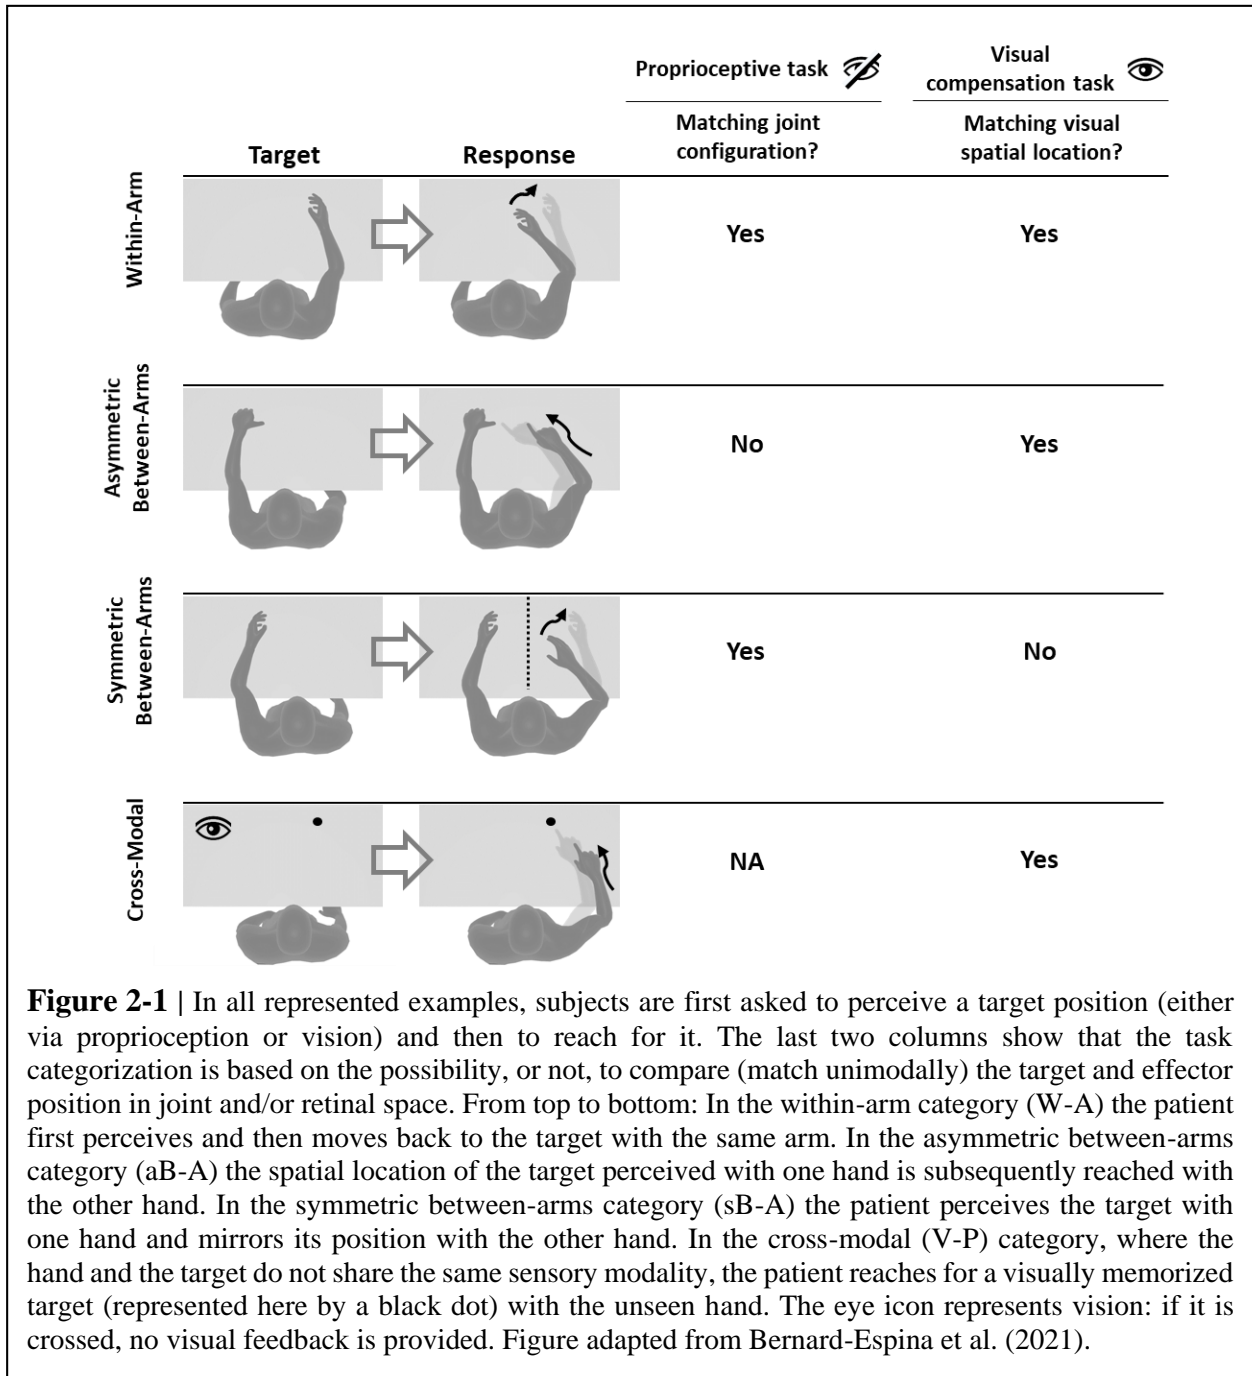 Proprioceptive task
Visual
compensation task
Target
Response
Matching joint
configuration?
Matching visual
spatial location?
Within-Arm
Yes
Yes
Asymmetric
Between-Arms
No
Yes
Symmetric
Between-Arms
Yes
No
Cross-Modal
NA
Yes
Figure 2-1 | In all represented examples, subjects are first asked to perceive a target position (either
via proprioception or vision) and then to reach for it. The last two columns show that the task
categorization is based on the possibility, or not, to compare (match unimodally) the target and effector
position in joint and/or retinal space. From top to bottom: In the within-arm category (W-A) the patient
first perceives and then moves back to the target with the same arm. In the asymmetric between-arms
category (aB-A) the spatial location of the target perceived with one hand is subsequently reached with
the other hand. In the symmetric between-arms category (sB-A) the patient perceives the target with
one hand and mirrors its position with the other hand. In the cross-modal (V-P) category, where the
hand and the target do not share the same sensory modality, the patient reaches for a visually memorized
target (represented here by a black dot) with the unseen hand. The eye icon represents vision: if it is
crossed, no visual feedback is provided. Figure adapted from Bernard-Espina et al. (2021).